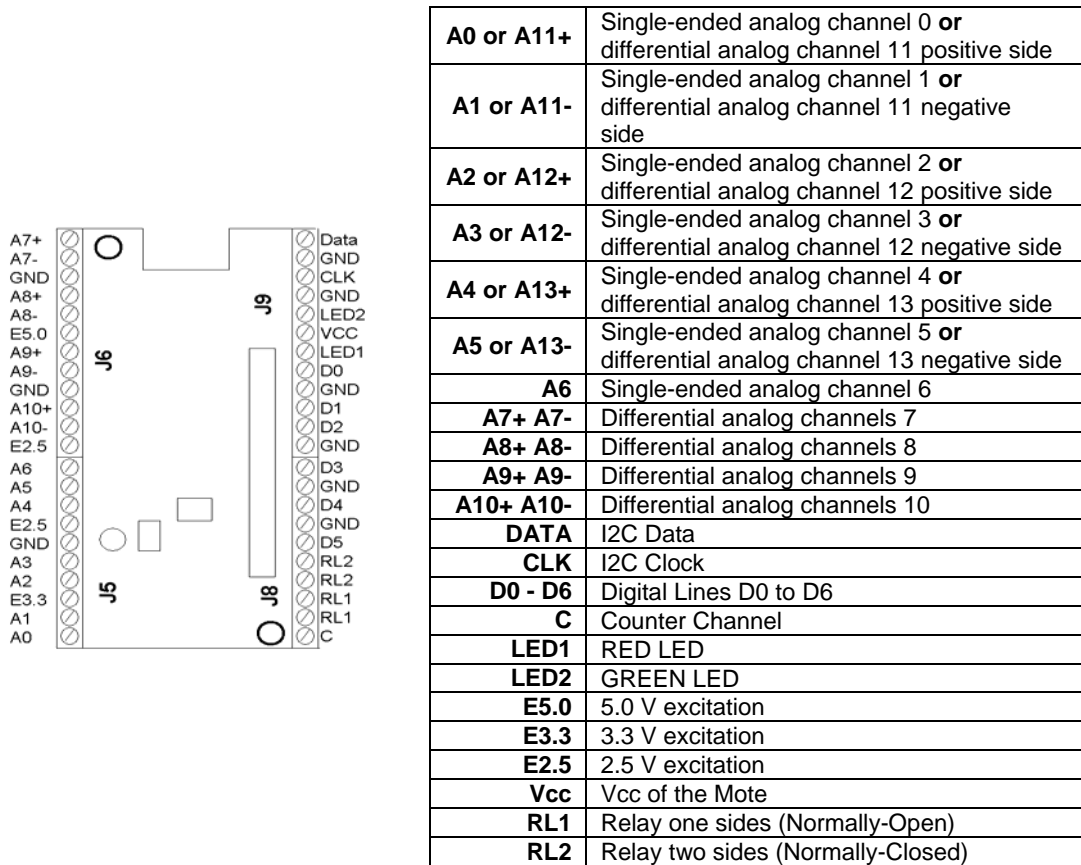 A7+
A7-
GND
A8+
A8-
E5.0
A9+
A9-
GND
A10+
A10-
E2.5
A6
A5
A4
E2.5
GND
A3
A2
E3.3
A1
A0
J6
J5
J9
J8
Data
GND
CLK
GND
LED2
VCC
LED1
D0
GND
D1
D2
GND
D3
GND
D4
GND
D5
RL2
RL2
RL1
RL1
C
A0 or A11+ Single-ended analog channel 0 or
differential analog channel 11 positive side
A1 or A11- Single-ended analog channel 1 or
differential analog channel 11 negative
side
A2 or A12+ Single-ended analog channel 2 or
differential analog channel 12 positive side
A3 or A12- Single-ended analog channel 3 or
differential analog channel 12 negative side
A4 or A13+ Single-ended analog channel 4 or
differential analog channel 13 positive side
A5 or A13- Single-ended analog channel 5 or
differential analog channel 13 negative side
A6 Single-ended analog channel 6
A7+ A7- Differential analog channels 7
A8+ A8- Differential analog channels 8
A9+ A9- Differential analog channels 9
A10+ A10- Differential analog channels 10
DATA I2C Data
CLK I2C Clock
D0 - D6 Digital Lines D0 to D6
C Counter Channel
LED1 RED LED
LED2 GREEN LED
E5.0 5.0 V excitation
E3.3 3.3 V excitation
E2.5 2.5 V excitation
Vcc Vcc of the Mote
RL1 Relay one sides (Normally-Open)
RL2 Relay two sides (Normally-Closed)